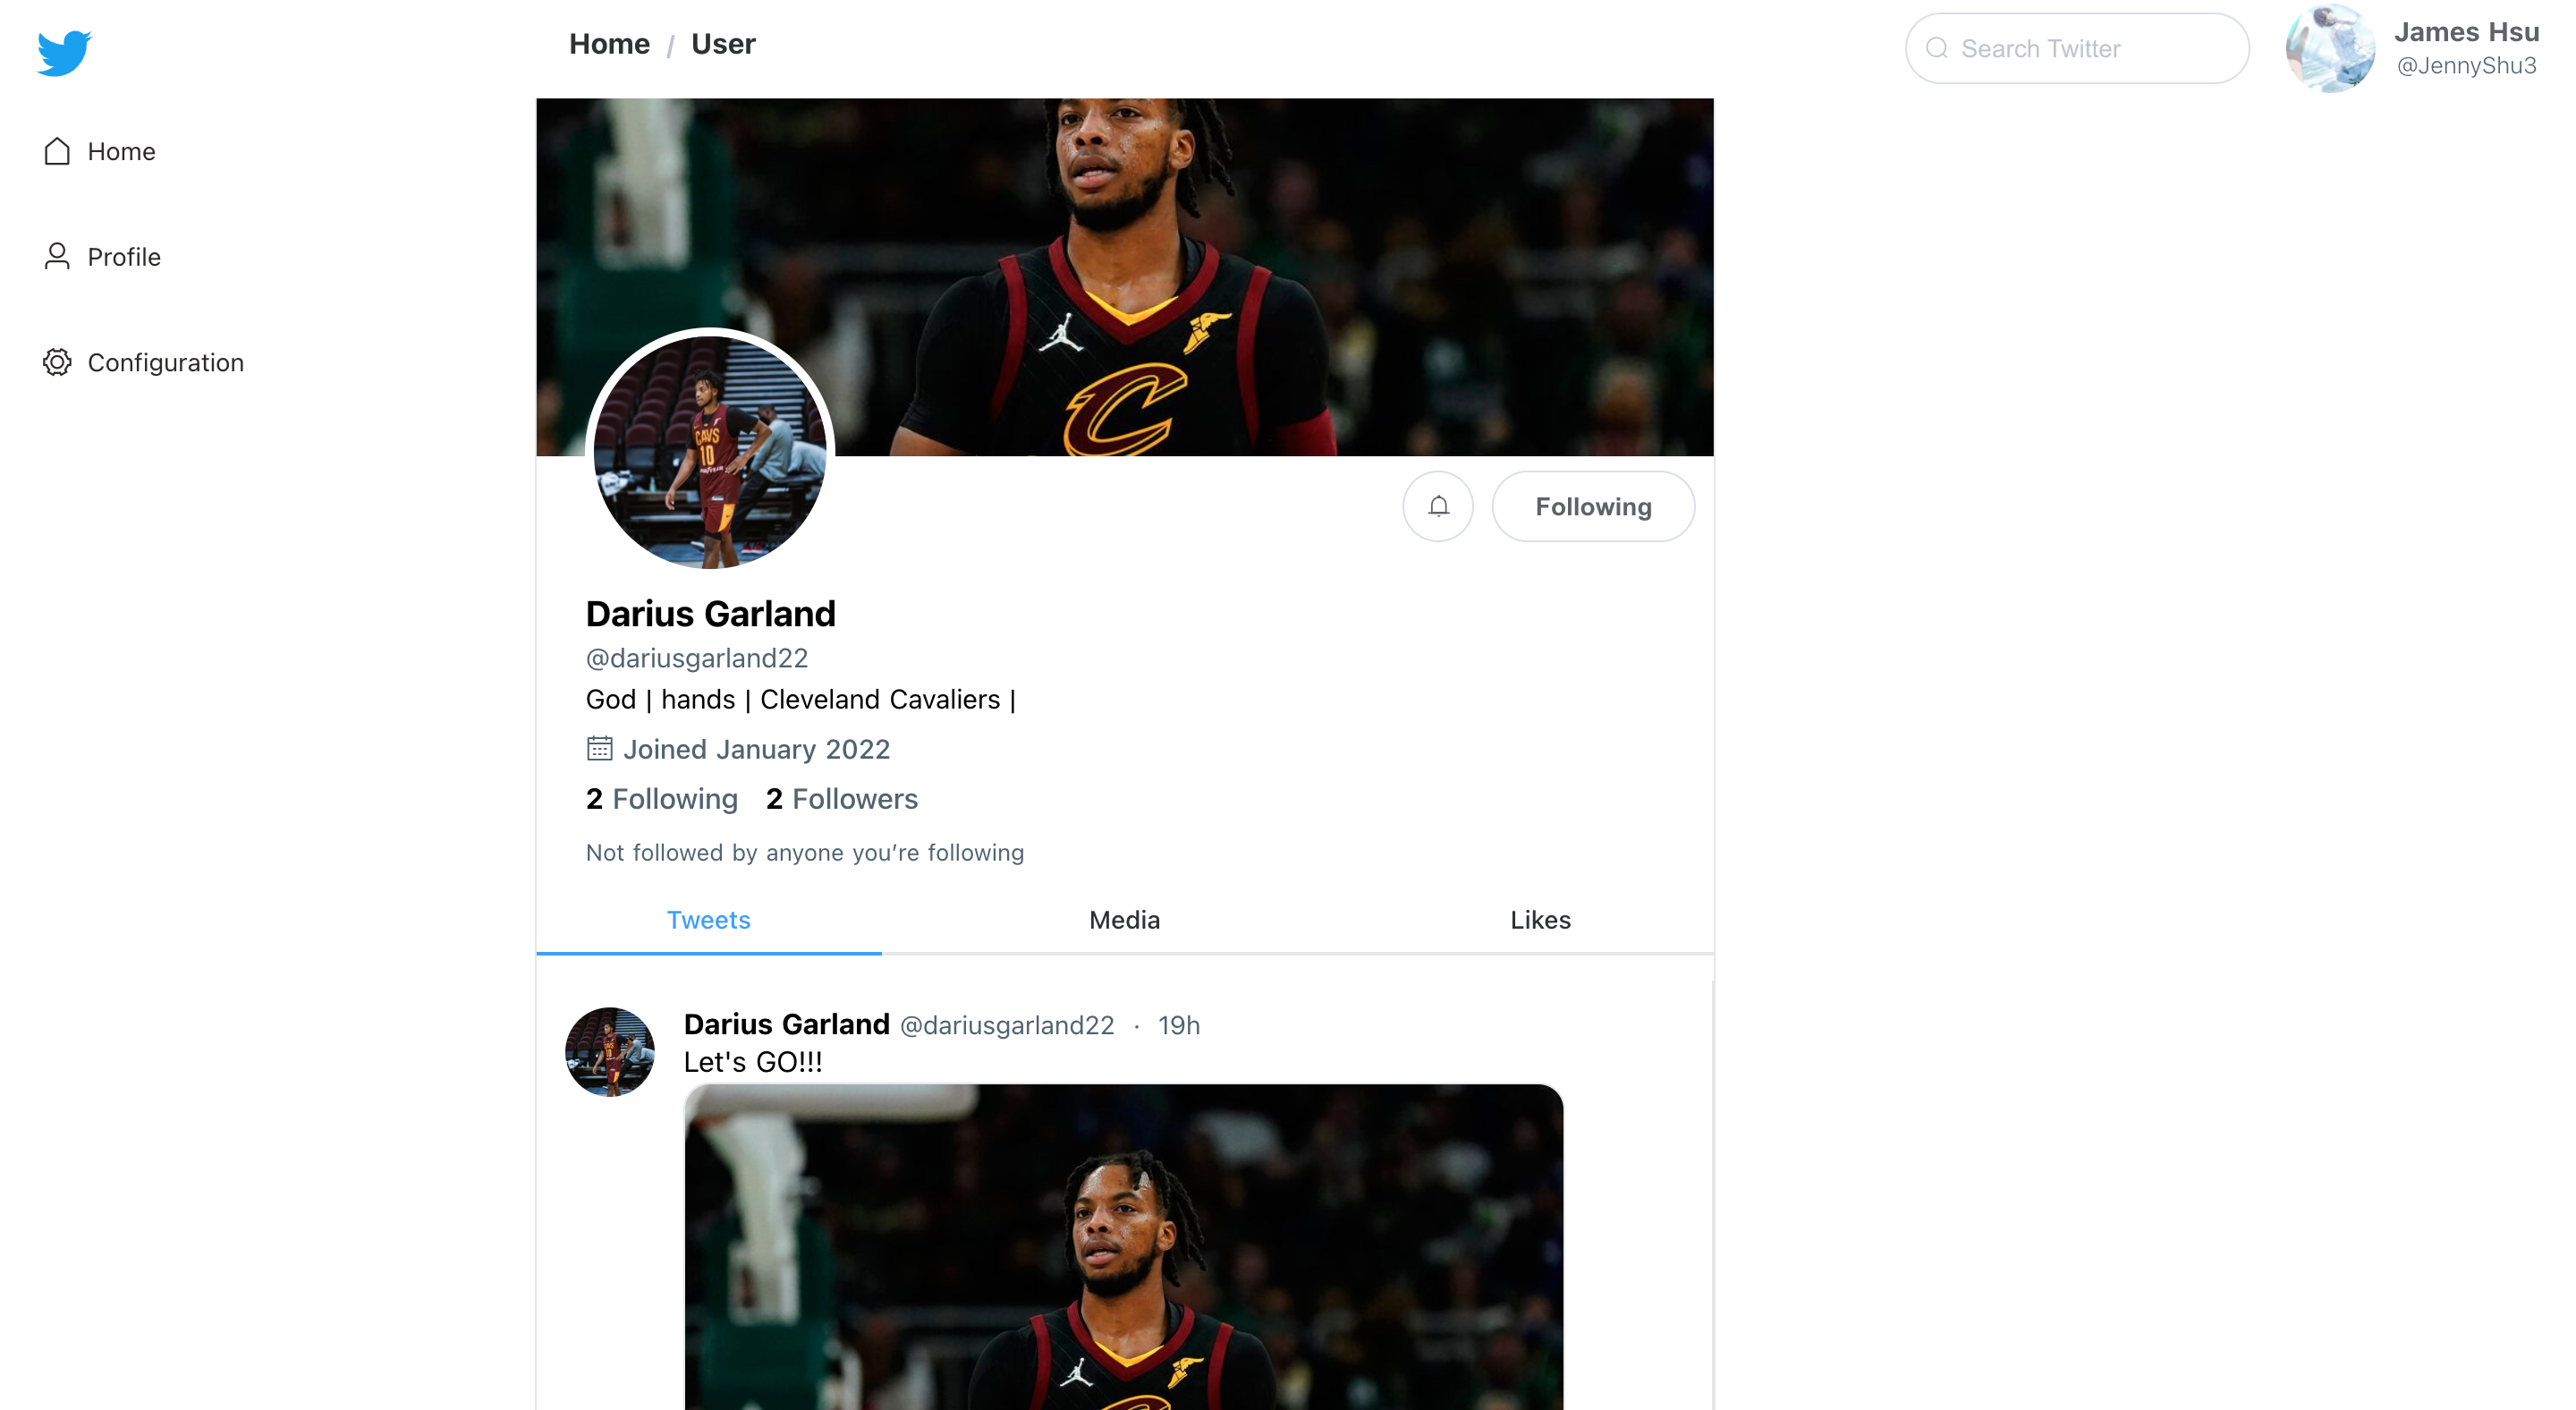 Home / User
Search Twitter
James Hsu
@JennyShu3
Home
Profile
Configuration
CAVS
10
C
Following
Darius Garland
@dariusgarland22
God | hands | Cleveland Cavaliers |
Joined January 2022
2 Following 2 Followers
Not followed by anyone you’re following
Tweets Media Likes
Darius Garland @dariusgarland22 · 19h
Let's GO!!!